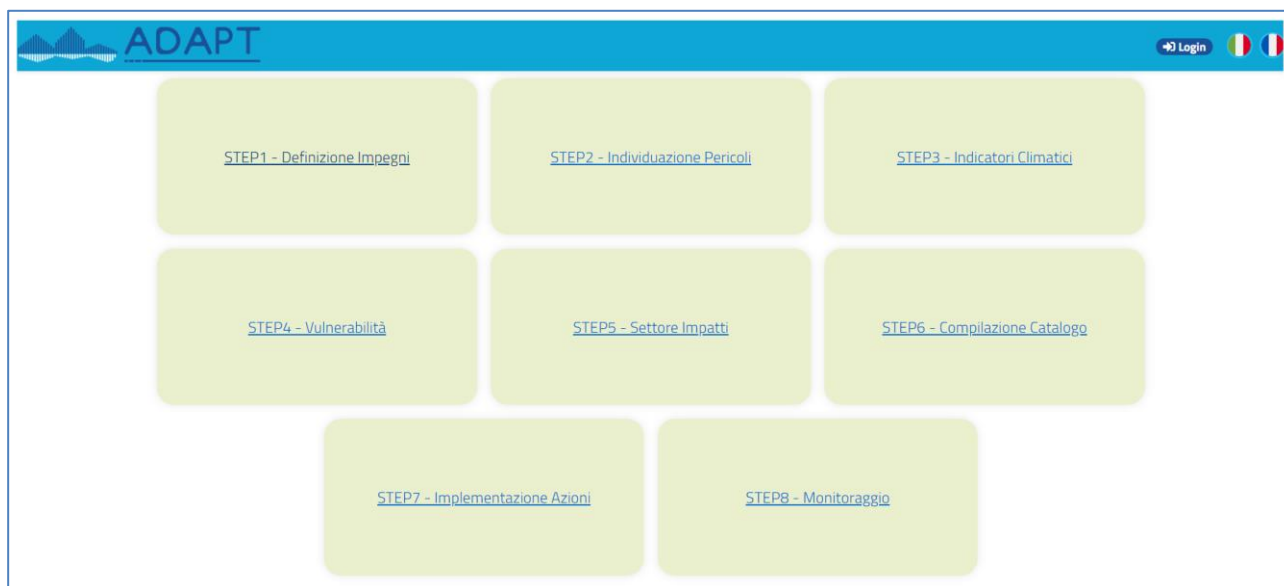 ADAPT
Login
STEP1 - Definizione Impegni
STEP2 - Individuazione Pericoli
STEP3 - Indicatori Climatici
STEP4 - Vulnerabilità
STEP5 - Settore Impatti
STEP6 - Compilazione Catalogo
STEP7 - Implementazione Azioni
STEP8 - Monitoraggio